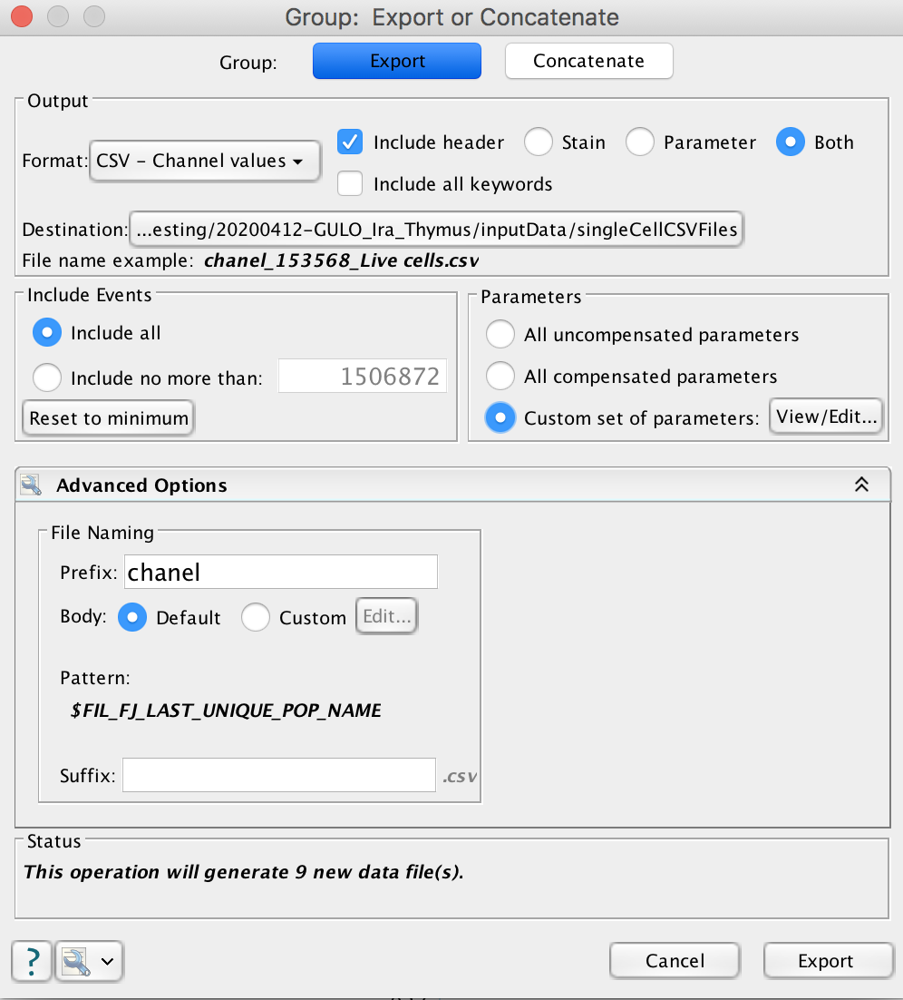 Group:  Export or Concatenate
Group: Export Concatenate
Output
Format: CSV - Channel values Include header Stain Parameter Both
Include all keywords
Destination: ...esting/20200412-GULO_Ira_Thymus/inputData/singleCellCSVFiles
File name example: chanel_153568_Live cells.csv
Include Events
Include all
Include no more than: 1506872
Reset to minimum
Parameters
All uncompensated parameters
All compensated parameters
Custom set of parameters: View/Edit...
Advanced Options
File Naming
Prefix: chanel
Body: Default Custom Edit...
Pattern:
$FIL_FJ_LAST_UNIQUE_POP_NAME
Suffix: .csv
Status
This operation will generate 9 new data file(s).
? Cancel Export